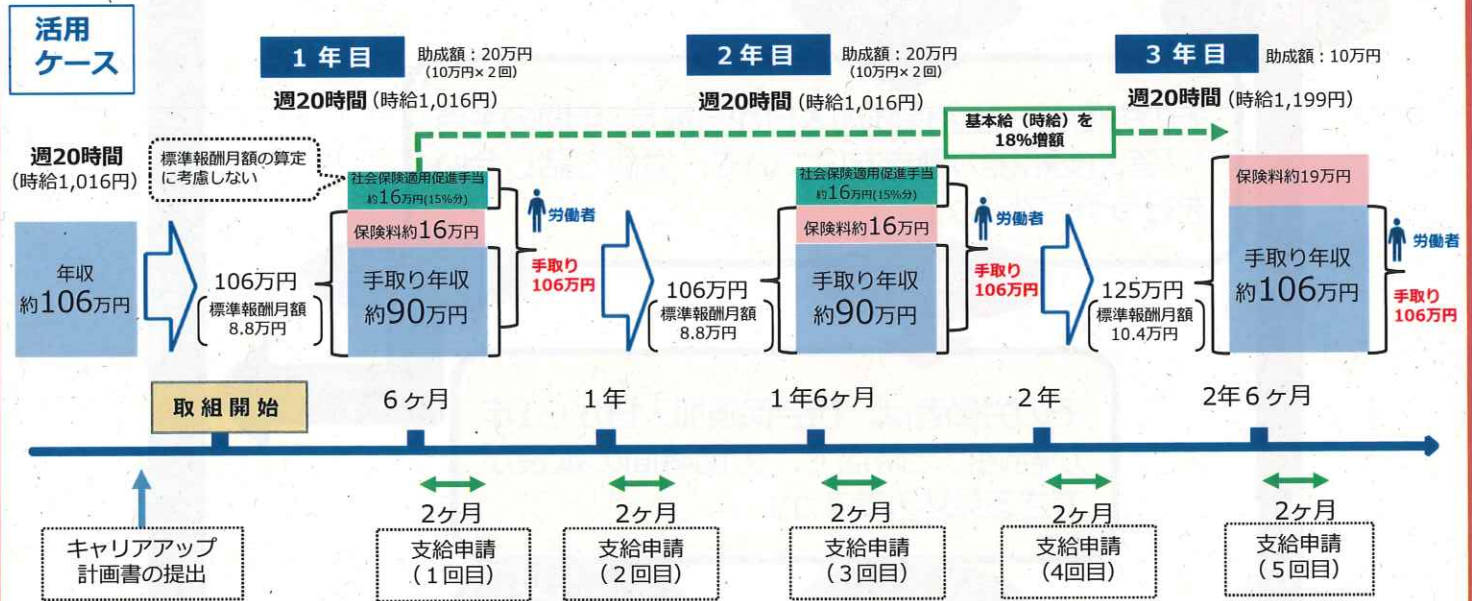 活用
ケース
1年目
助成額:20万円
(10万円×2回)
週20時間(時給1,016円)
2年目
助成額:20万円
(10万円×2回)
週20時間(時給1,016円)
3年目
助成額:10万円
週20時間(時給1,199円)
基本給(時給)を
18%増額
週20時間
(時給1,016円)
標準報酬月額の算定
に考慮しない
年収
約106万円
106万円
標準報酬月額
8.8万円
社会保険適用促進手当
約16万円(15%分)
保険料約16万円
手取り年収
約90万円
労働者
手取り
106万円
106万円
標準報酬月額
8.8万円
社会保険適用促進手当
約16万円(15%分)
保険料約16万円
手取り年収
約90万円
労働者
手取り
106万円
125万円
標準報酬月額
10.4万円
保険料約19万円
手取り年収
約106万円
労働者
手取り
106万円
取組開始
6ヶ月
1年
1年6ヶ月
2年
2年6ヶ月
キャリアアップ
計画書の提出
2ヶ月
支給申請
(1回目)
2ヶ月
支給申請
(2回目)
2ヶ月
支給申請
(3回目)
2ヶ月
支給申請
(4回目)
2ヶ月
支給申請
(5回目)